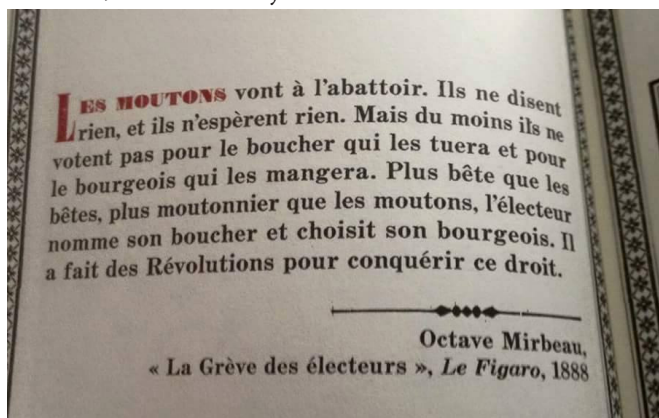 LES MOUTONS vont à l'abattoir. Ils ne disent
rien, et ils n'espèrent rien. Mais du moins ils ne
votent pas pour le boucher qui les tuera et pour
le bourgeois qui les mangera. Plus bête que les
bêtes, plus moutonnier que les moutons, l'électeur
nomme son boucher et choisit son bourgeois. Il
a fait des Révolutions pour conquérir ce droit.
Octave Mirbeau,
« La Grève des électeurs », Le Figaro, 1888